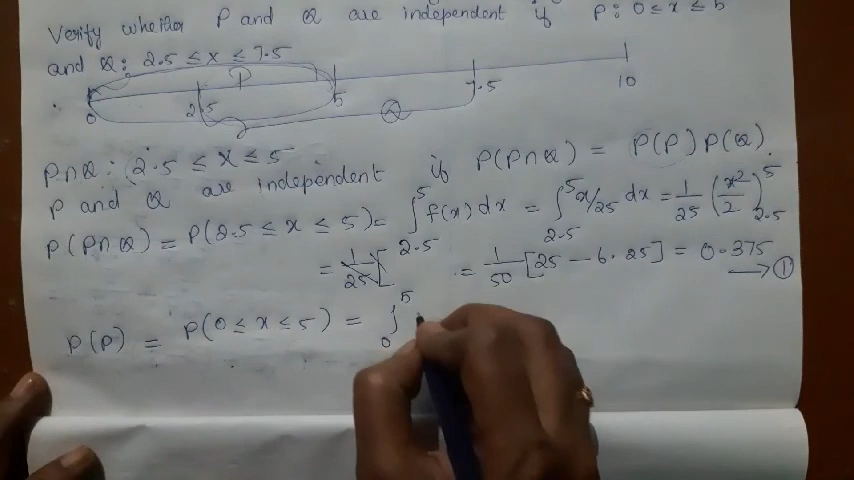 Verify whether P and Q are independent if P: 0 ≤ x ≤ 5
and Q: 2.5 ≤ x ≤ 7.5
P
0 2.5 5 7.5 10
Q
P∩Q: 2.5 ≤ x ≤ 5
P and Q are independent if P(P∩Q) = P(P) P(Q).
P(P∩Q) = P(2.5 ≤ x ≤ 5) = ∫_{2.5}^{5} f(x) dx = ∫_{2.5}^{5} x/25 dx = 1/25 (x²/2)_{2.5}^{5}
= 1/25 [ = 1/50 [25 - 6.25] = 0.375 → ①
P(P) = P(0 ≤ x ≤ 5) = ∫_{0}^{5}